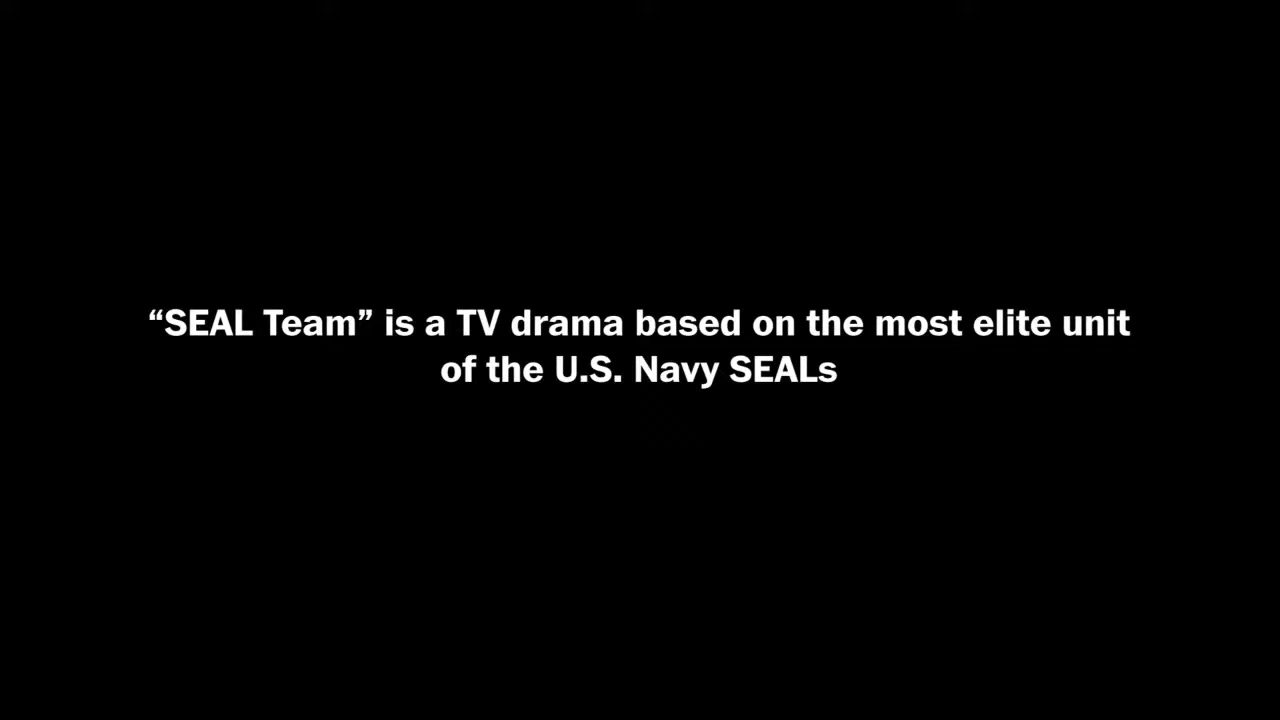 “SEAL Team” is a TV drama based on the most elite unit
of the U.S. Navy SEALs